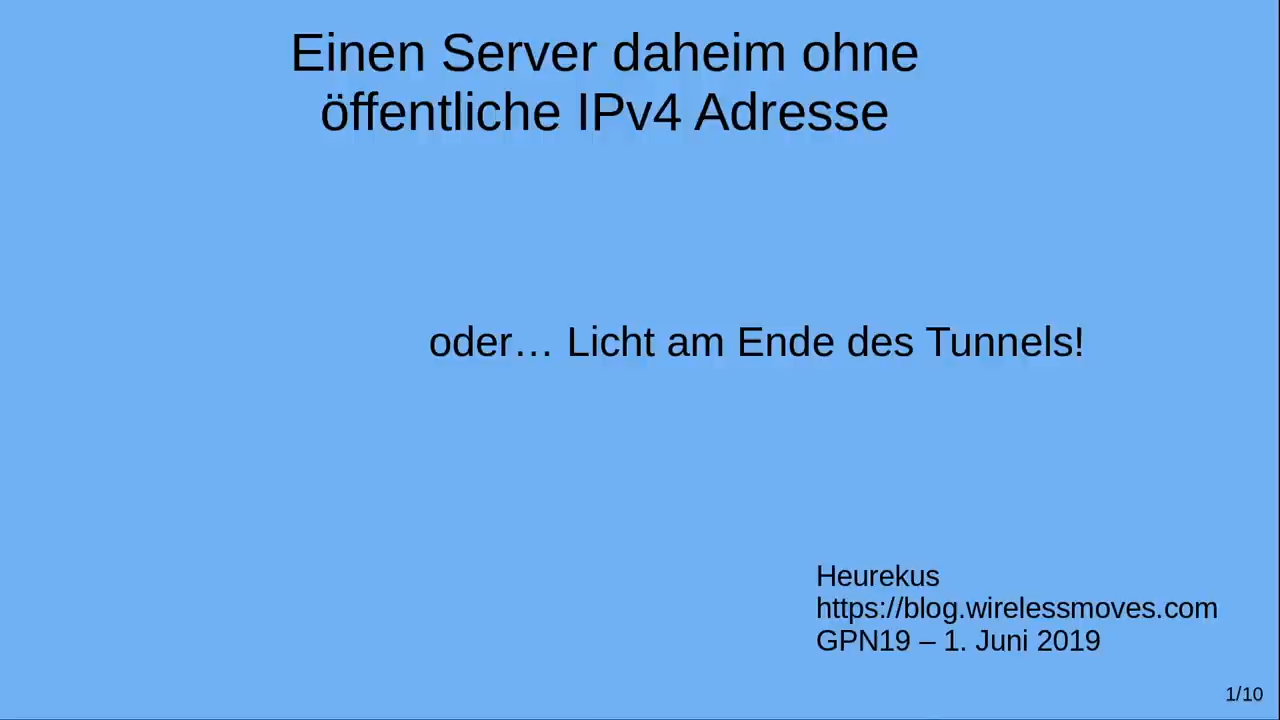 Einen Server daheim ohne
öffentliche IPv4 Adresse
oder… Licht am Ende des Tunnels!
Heurekus
https://blog.wirelessmoves.com
GPN19 – 1. Juni 2019
1/10